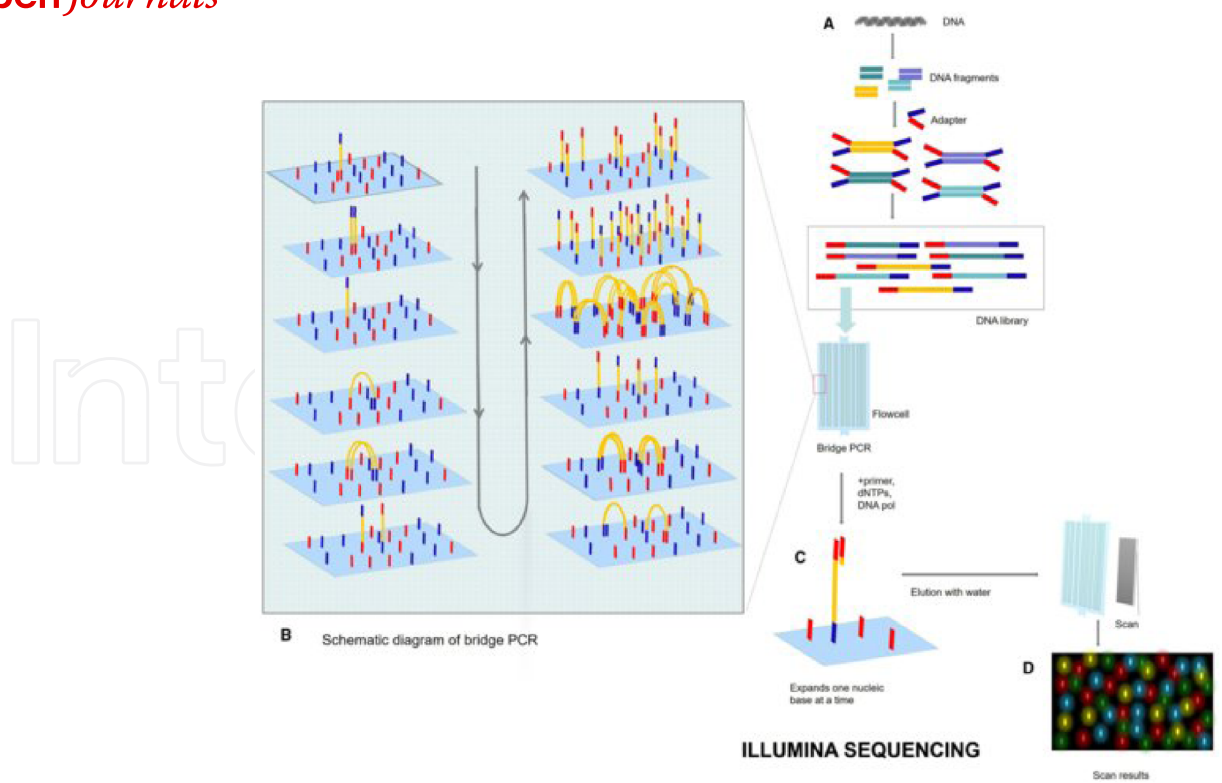 journals
A
DNA
DNA fragments
Adapter
DNA library
Flowcell
Bridge PCR
+primer,
dNTPs,
DNA pol
C
Elution with water
Scan
B
Schematic diagram of bridge PCR
D
Expands one nucleic
base at a time
ILLUMINA SEQUENCING
Scan results